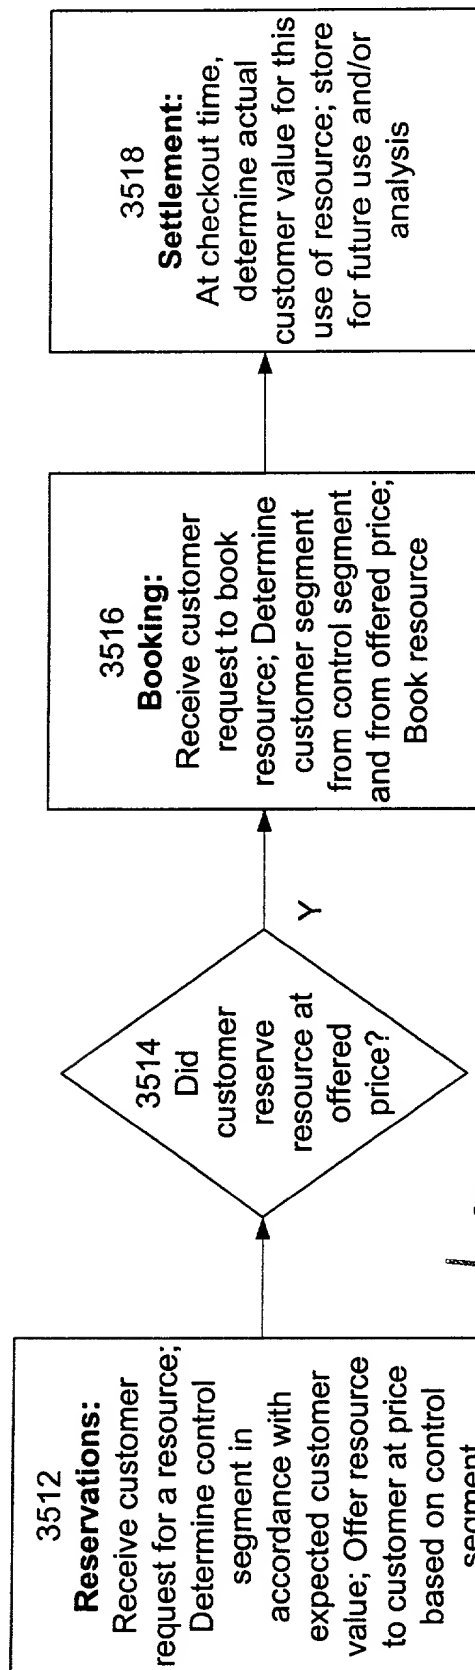 3512
Reservations:
Receive customer
request for a resource;
Determine control
segment in
accordance with
expected customer
value; Offer resource
to customer at price
based on control
segment
3514
Did
customer
reserve
resource at
offered
price?
Y
3516
Booking:
Receive customer
request to book
resource; Determine
customer segment
from control segment
and from offered price;
Book resource
3518
Settlement:
At checkout time,
determine actual
customer value for this
use of resource; store
for future use and/or
analysis